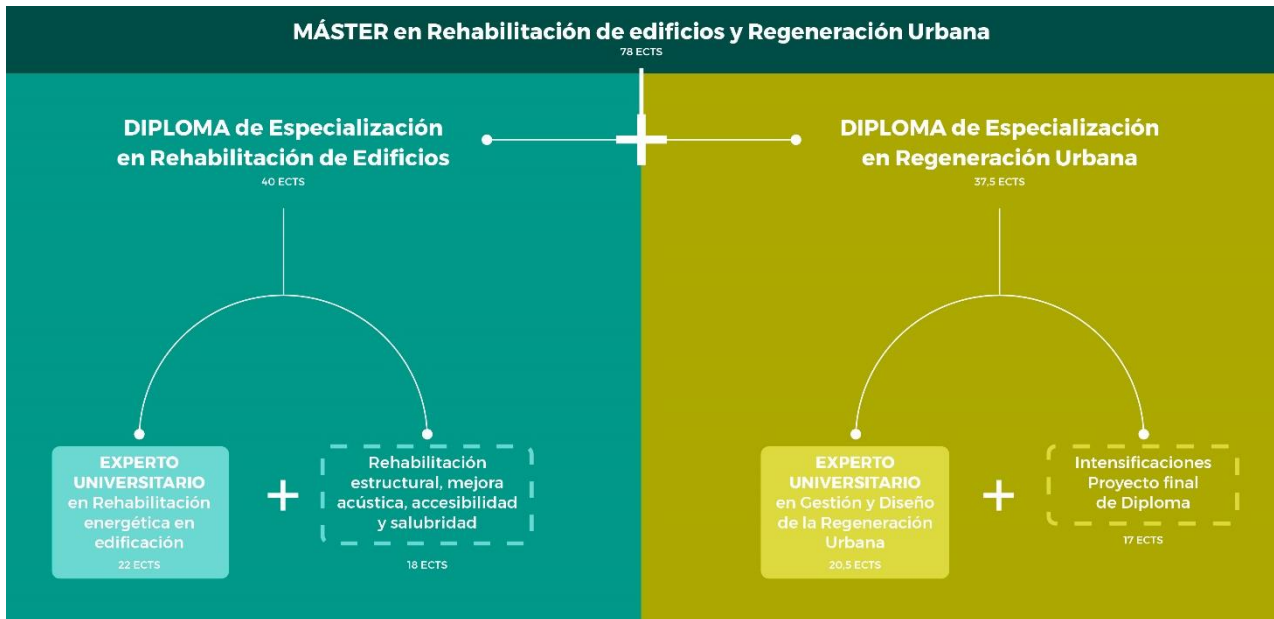 MÁSTER en Rehabilitación de edificios y Regeneración Urbana
78 ECTS
DIPLOMA de Especialización
en Rehabilitación de Edificios
40 ECTS
DIPLOMA de Especialización
en Regeneración Urbana
37,5 ECTS
EXPERTO
UNIVERSITARIO
en Rehabilitación
energética en
edificación
22 ECTS
+
Rehabilitación
estructural, mejora
acústica, accesibilidad
y salubridad
18 ECTS
EXPERTO
UNIVERSITARIO
en Gestión y Diseño
de la Regeneración
Urbana
20,5 ECTS
+
Intensificaciones
Proyecto final
de Diploma
17 ECTS